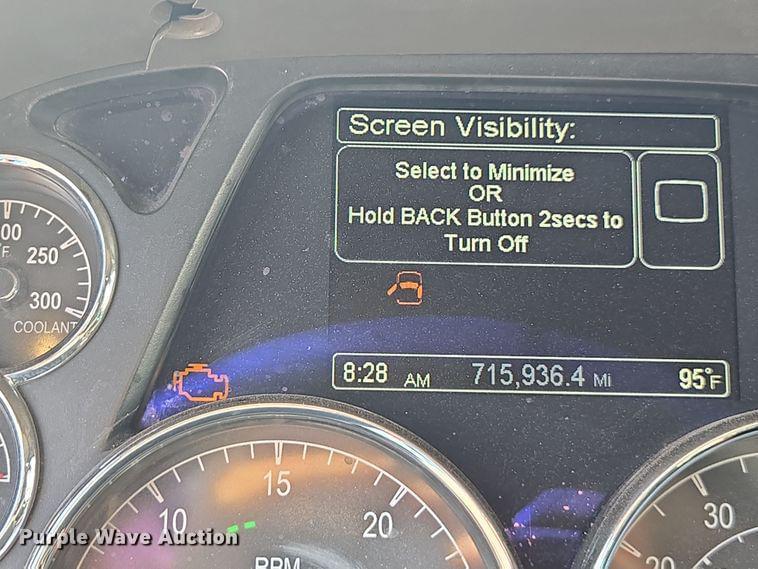 Screen Visibility:
Select to Minimize
OR
Hold BACK Button 2secs to
Turn Off
250
°F
300
COOLANT
8:28 AM 715,936.4 Mi 95°F
15
10
20
30
20
RPM
Purple Wave Auction